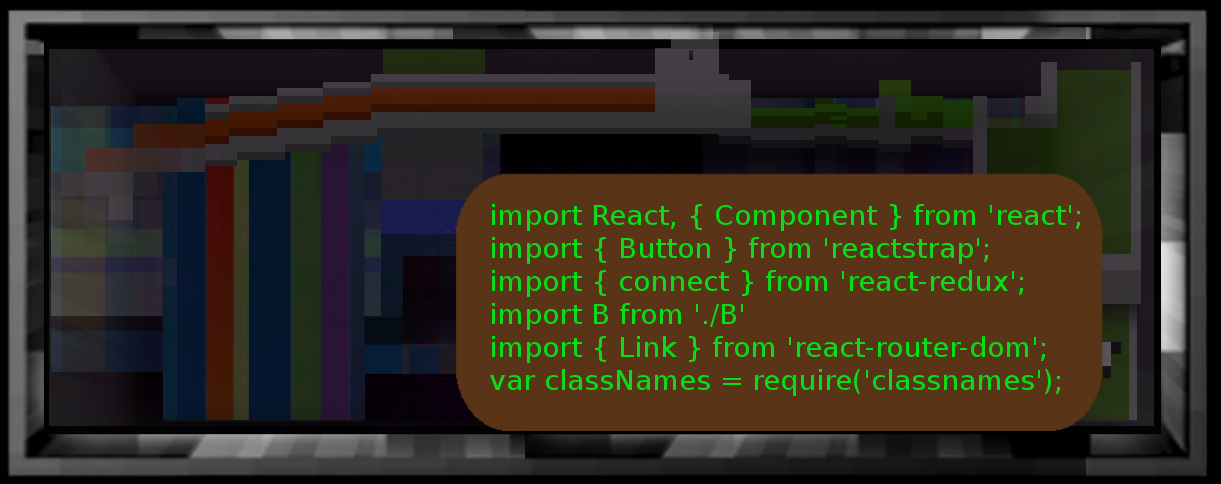 import React, { Component } from 'react';
import { Button } from 'reactstrap';
import { connect } from 'react-redux';
import B from './B'
import { Link } from 'react-router-dom';
var classNames = require('classnames');